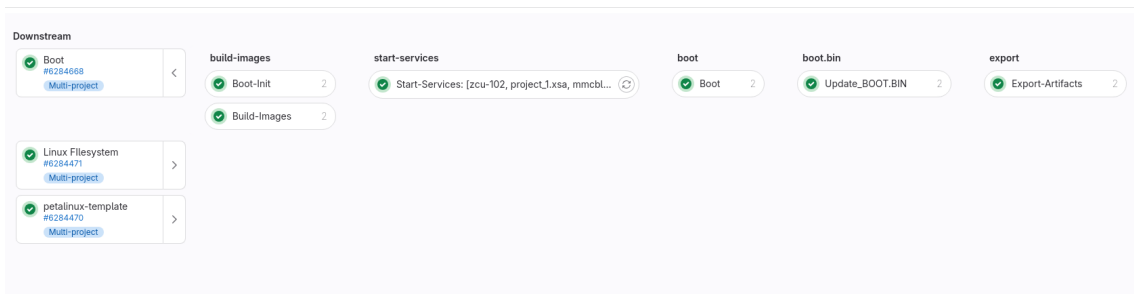 Downstream
Boot
#6284668
Multi-project
build-images
Boot-Init 2
Build-Images 2
start-services
Start-Services: [zcu-102, project_1.xsa, mmcbl...
boot
Boot 2
boot.bin
Update_BOOT.BIN 2
export
Export-Artifacts 2
Linux FIlesystem
#6284471
Multi-project
petalinux-template
#6284470
Multi-project